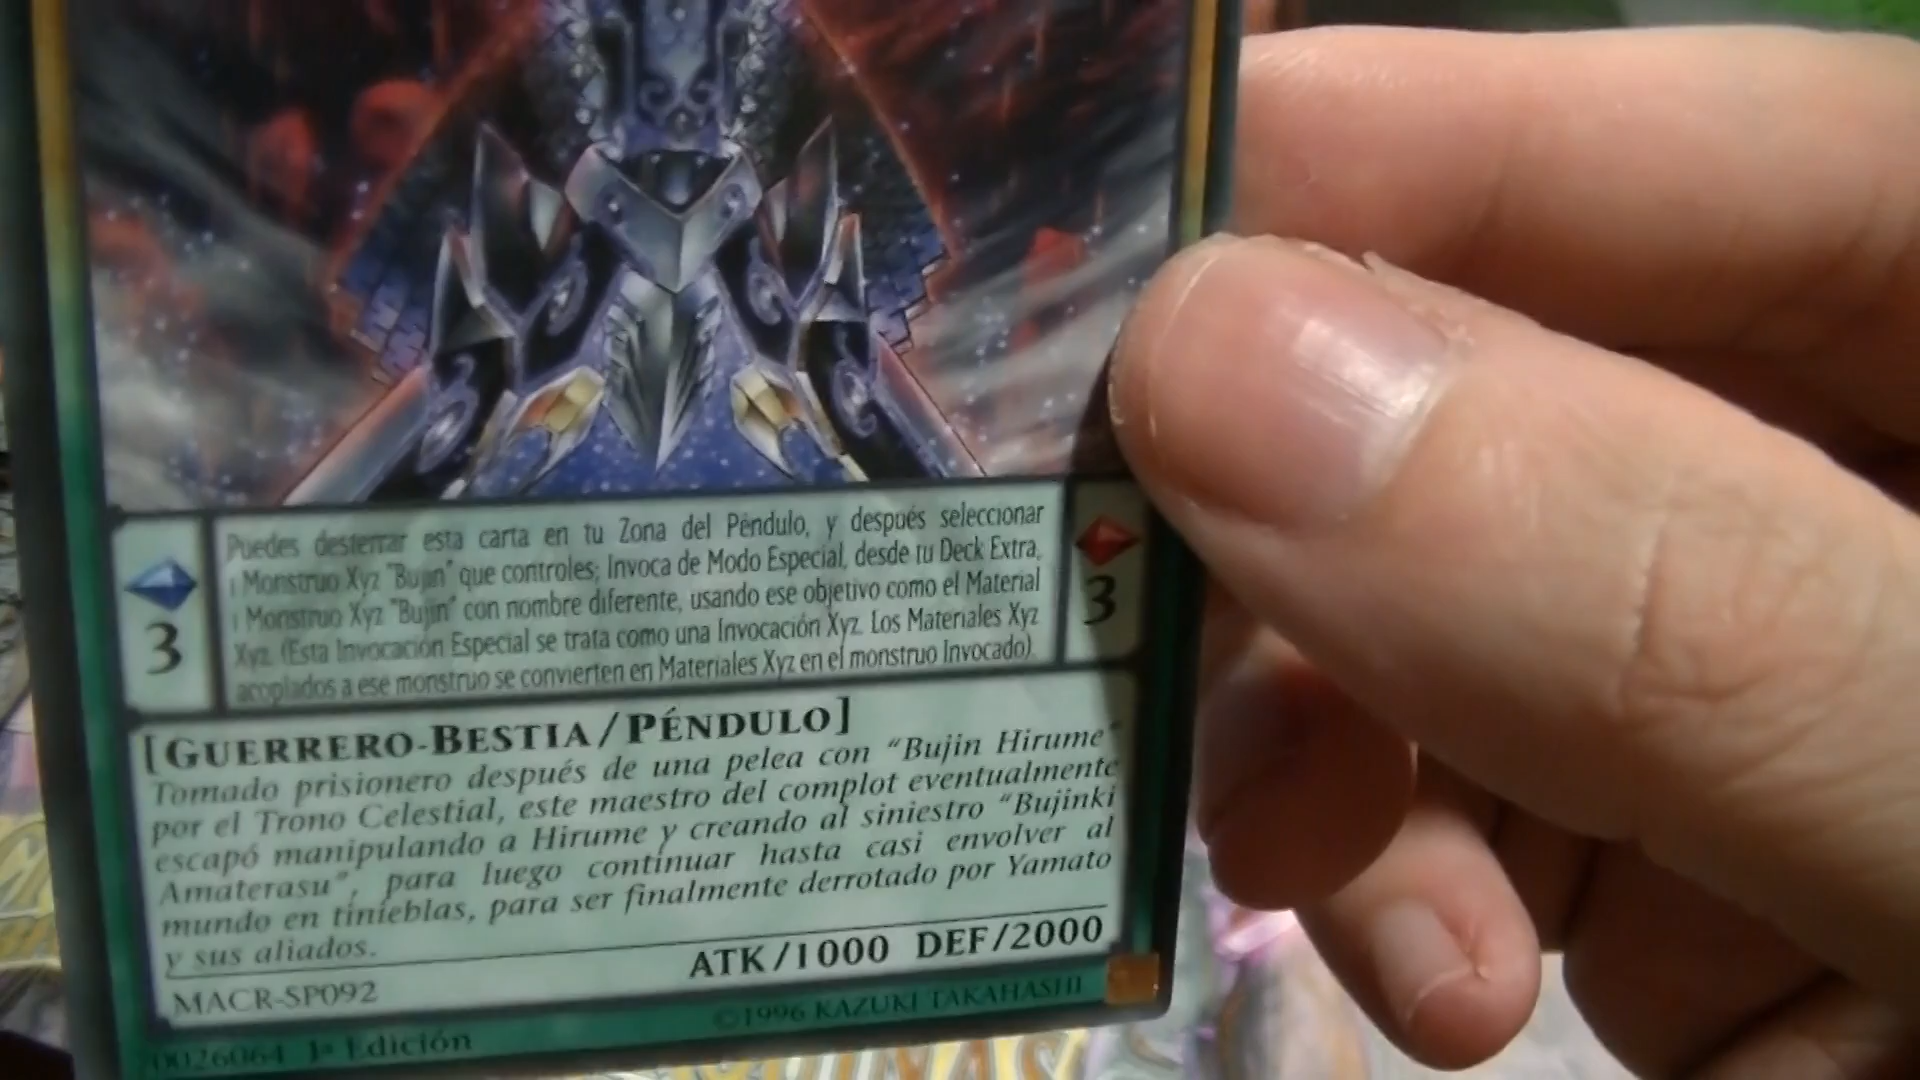 Puedes desterrar esta carta en tu Zona del Péndulo, y después seleccionar
1 Monstruo Xyz "Bujin" que controles; Invoca de Modo Especial, desde tu Deck Extra,
1 Monstruo Xyz "Bujin" con nombre diferente, usando ese objetivo como el Material
Xyz. (Esta Invocación Especial se trata como una Invocación Xyz. Los Materiales Xyz
acoplados a ese monstruo se convierten en Materiales Xyz en el monstruo Invocado).
3
3
[GUERRERO-BESTIA/PÉNDULO]
Tomado prisionero después de una pelea con "Bujin Hirume"
por el Trono Celestial, este maestro del complot eventualmente
escapó manipulando a Hirume y creando al siniestro "Bujinki
Amaterasu", para luego continuar hasta casi envolver al
mundo en tinieblas, para ser finalmente derrotado por Yamato
y sus aliados.
ATK/1000 DEF/2000
MACR-SP092
©1996 KAZUKI TAKAHASHI
1ª Edición